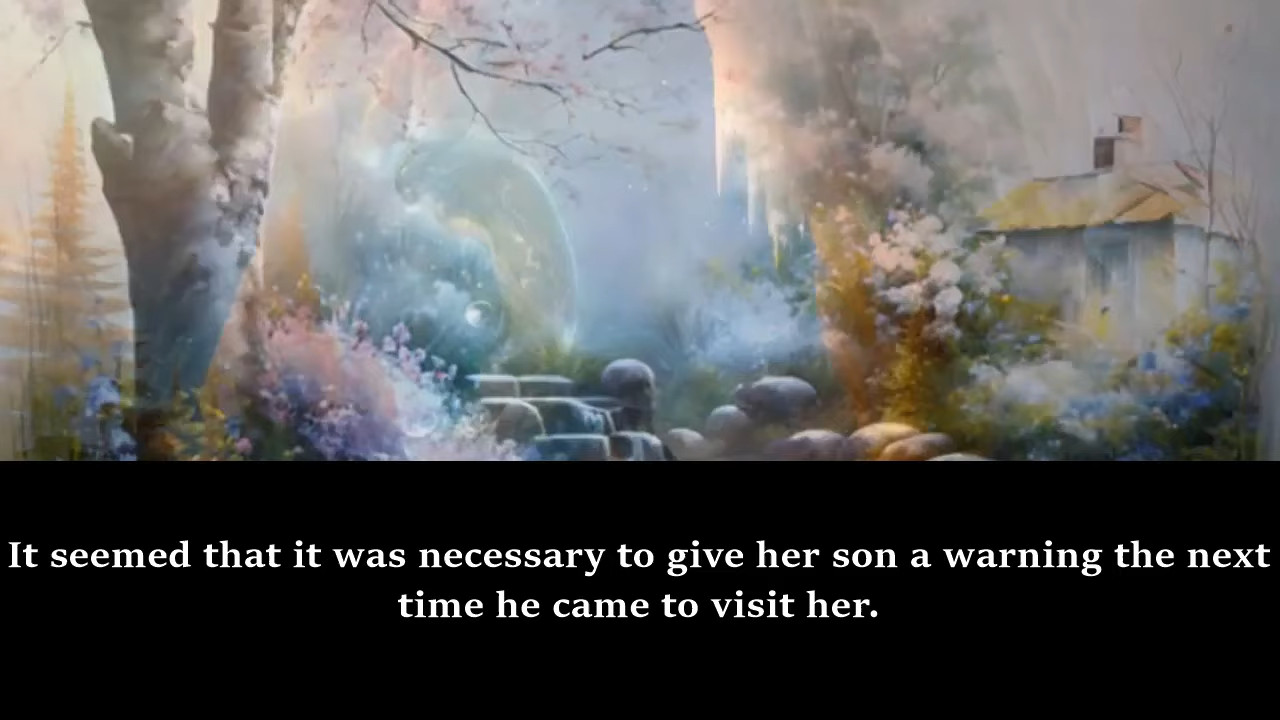 It seemed that it was necessary to give her son a warning the next
time he came to visit her.